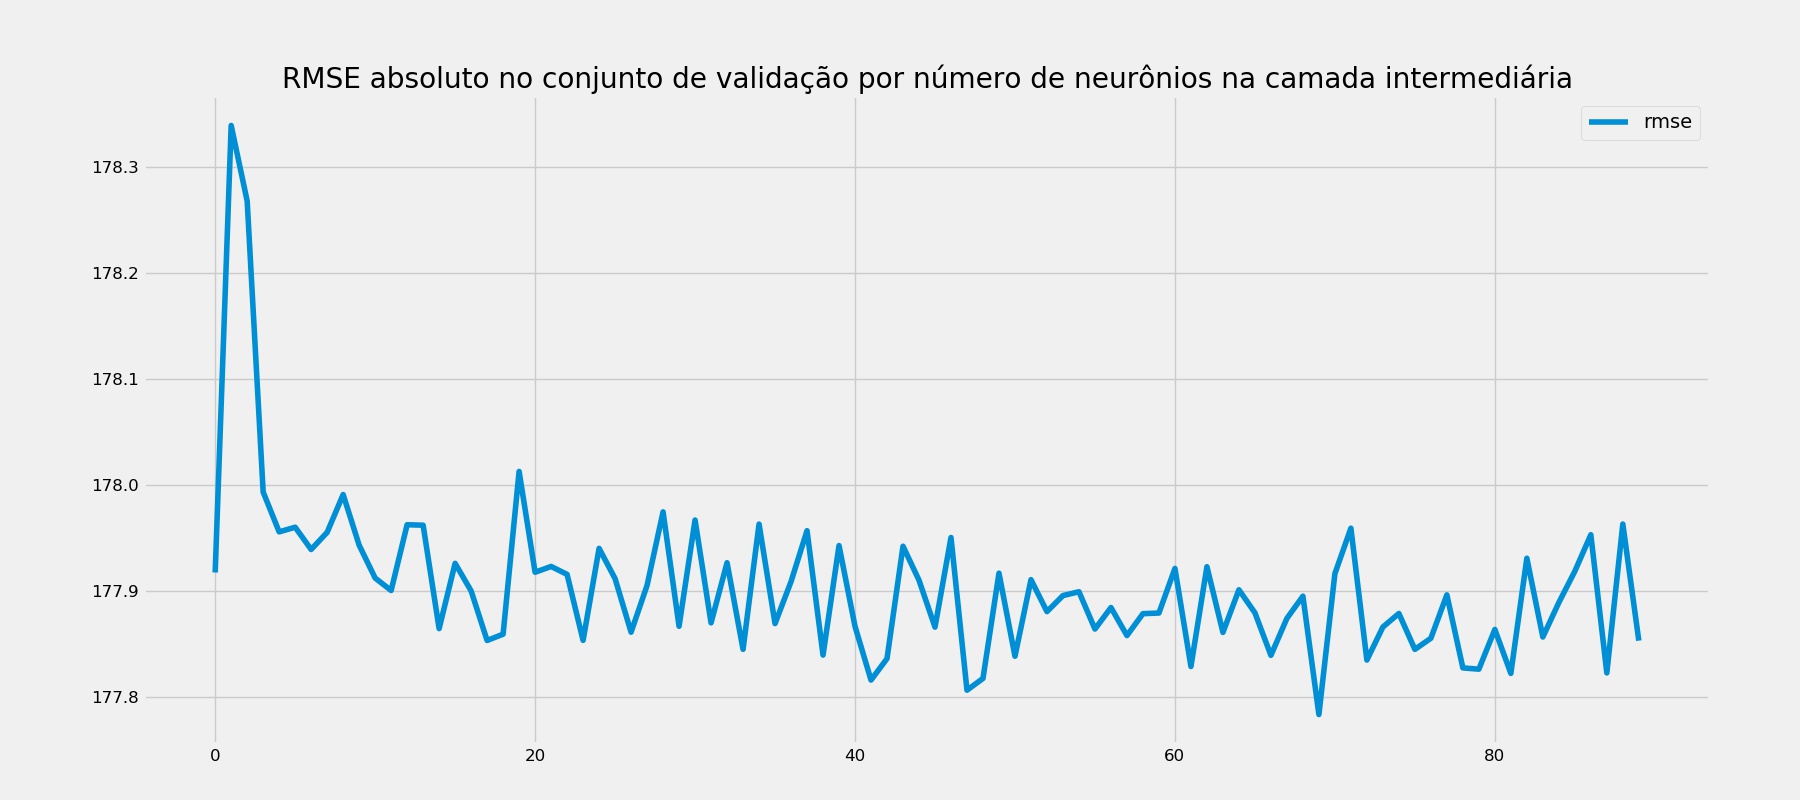 RMSE absoluto no conjunto de validação por número de neurônios na camada intermediária
rmse
178.3
178.2
178.1
178.0
177.9
177.8
0 20 40 60 80